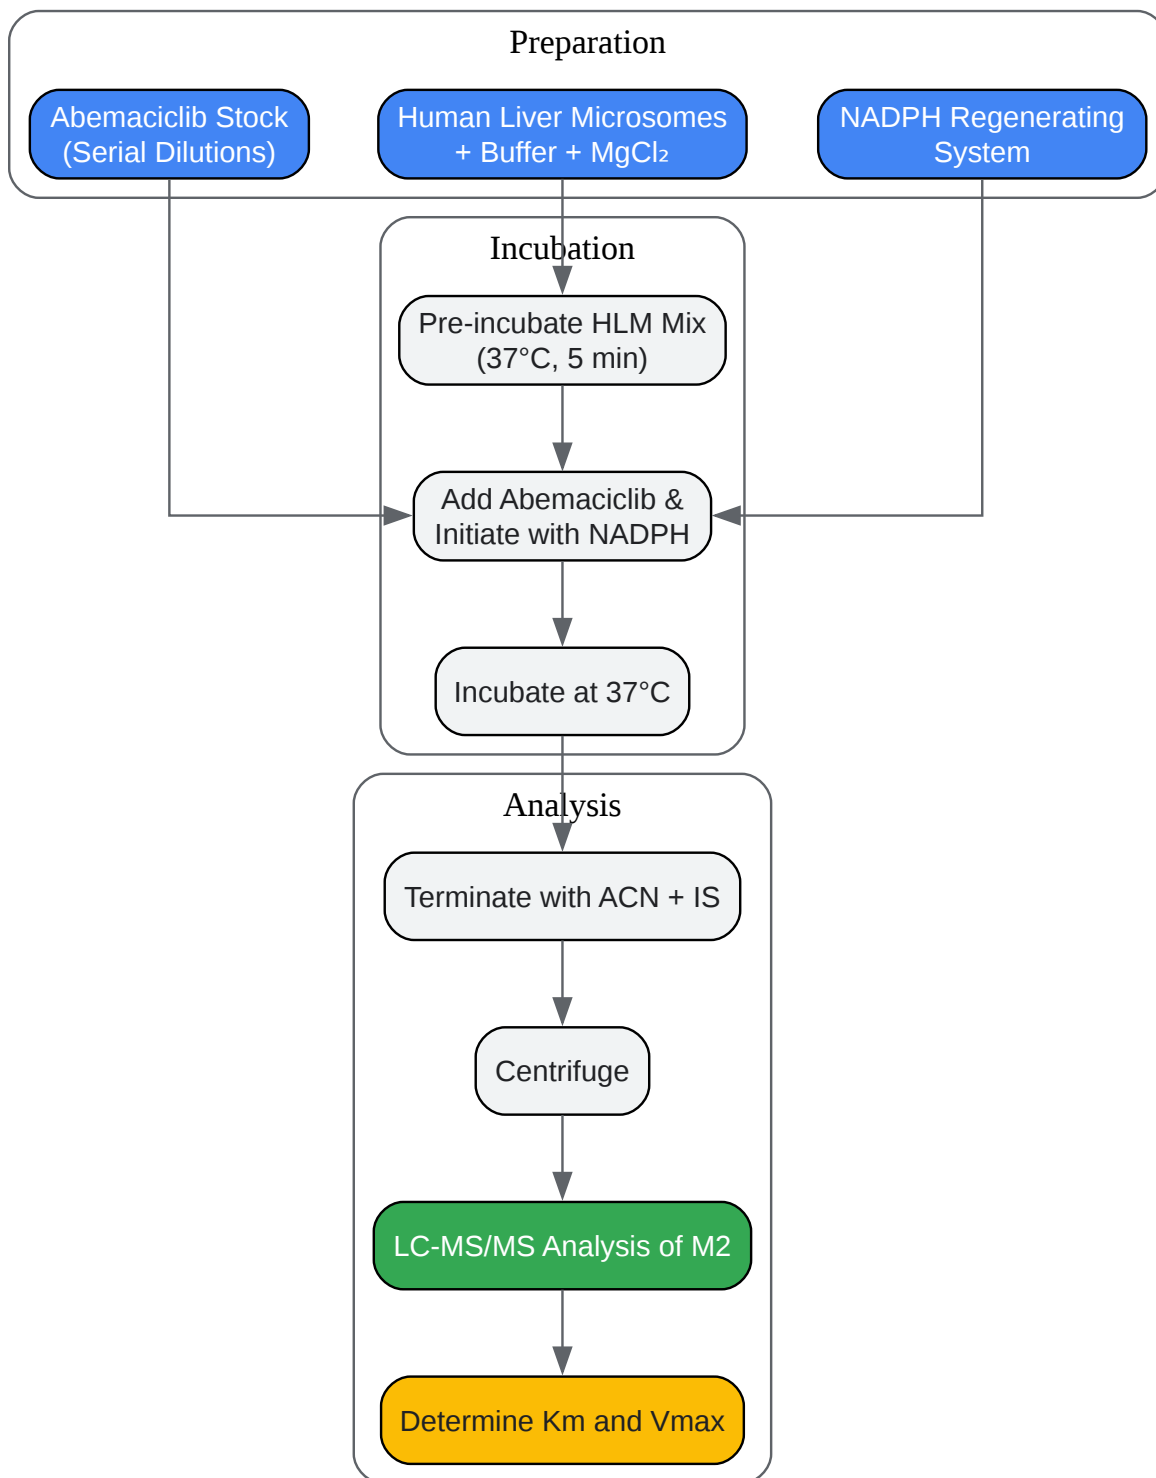 Preparation
Abemaciclib Stock
(Serial Dilutions)
Human Liver Microsomes
+ Buffer + MgCl₂
NADPH Regenerating
System
Incubation
Pre-incubate HLM Mix
(37°C, 5 min)
Add Abemaciclib &
Initiate with NADPH
Incubate at 37°C
Analysis
Terminate with ACN + IS
Centrifuge
LC-MS/MS Analysis of M2
Determine Km and Vmax